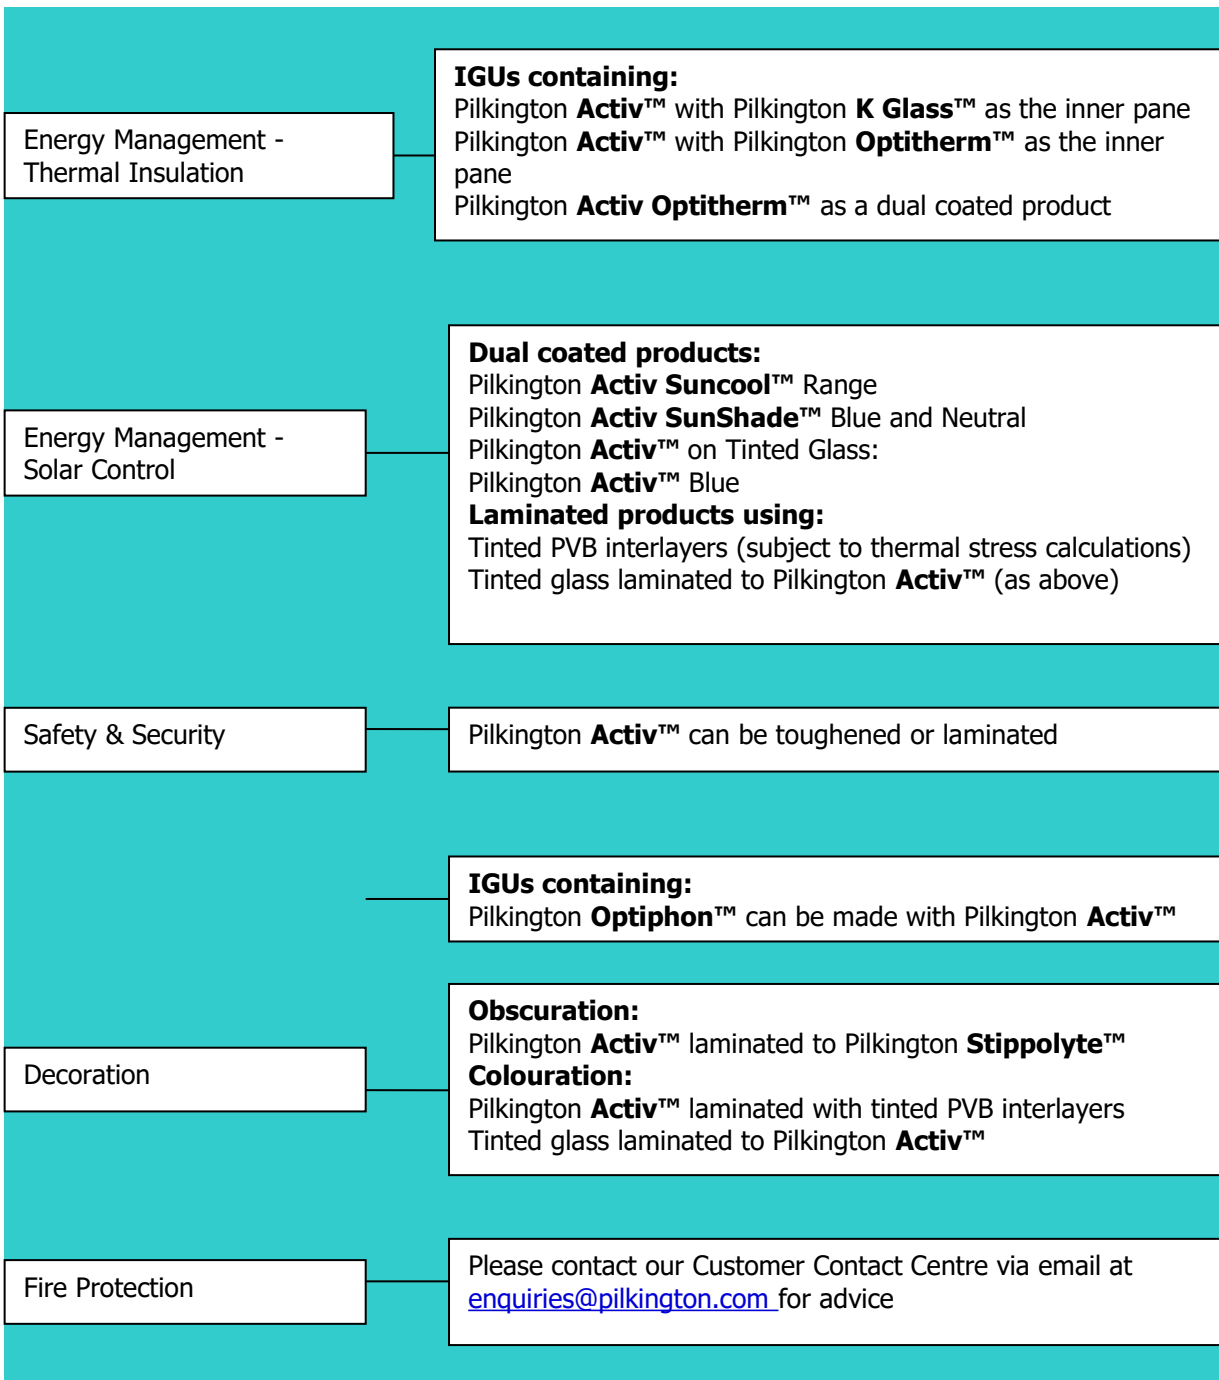 Energy Management -
Thermal Insulation
IGUs containing:
Pilkington Activ™ with Pilkington K Glass™ as the inner pane
Pilkington Activ™ with Pilkington Optitherm™ as the inner
pane
Pilkington Activ Optitherm™ as a dual coated product
Energy Management -
Solar Control
Dual coated products:
Pilkington Activ Suncool™ Range
Pilkington Activ SunShade™ Blue and Neutral
Pilkington Activ™ on Tinted Glass:
Pilkington Activ™ Blue
Laminated products using:
Tinted PVB interlayers (subject to thermal stress calculations)
Tinted glass laminated to Pilkington Activ™ (as above)
Safety & Security
Pilkington Activ™ can be toughened or laminated
IGUs containing:
Pilkington Optiphon™ can be made with Pilkington Activ™
Decoration
Obscuration:
Pilkington Activ™ laminated to Pilkington Stippolyte™
Colouration:
Pilkington Activ™ laminated with tinted PVB interlayers
Tinted glass laminated to Pilkington Activ™
Fire Protection
Please contact our Customer Contact Centre via email at
enquiries@pilkington.com for advice